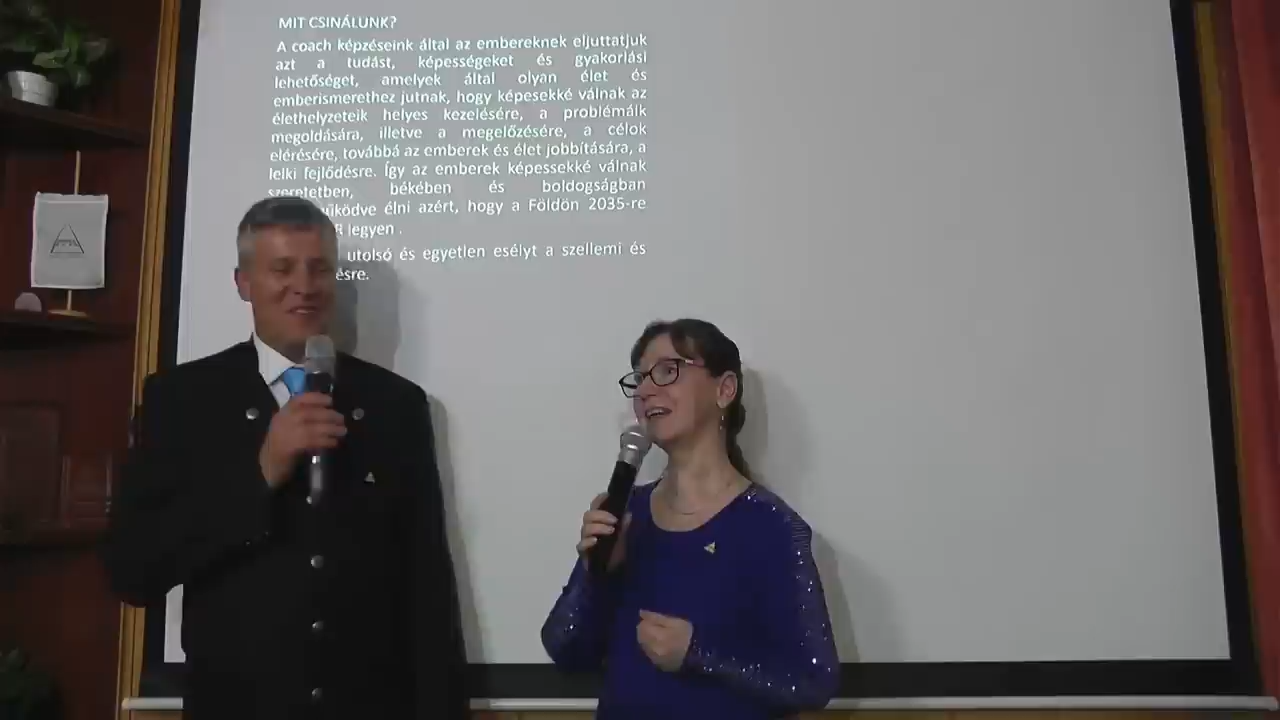 MIT CSINÁLUNK?
A coach képzéseink által az embereknek eljuttatjuk
azt a tudást, képességeket és gyakorlási
lehetőséget, amelyek által olyan élet és
emberismerethez jutnak, hogy képesekké válnak az
élethelyzeteik helyes kezelésére, a problémáik
megoldására, illetve a megelőzésére, a célok
elérésére, továbbá az emberek és élet jobbítására, a
lelki fejlődésre. Így az emberek képessekké válnak
szeretetben, békében és boldogságban
élni azért, hogy a Földön 2035-re
legyen .
utolsó és egyetlen esélyt a szellemi és